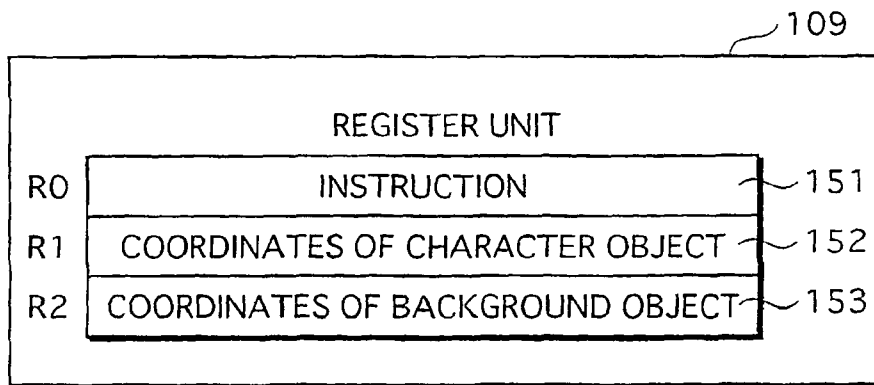 109
REGISTER UNIT
R0 INSTRUCTION 151
R1 COORDINATES OF CHARACTER OBJECT 152
R2 COORDINATES OF BACKGROUND OBJECT 153